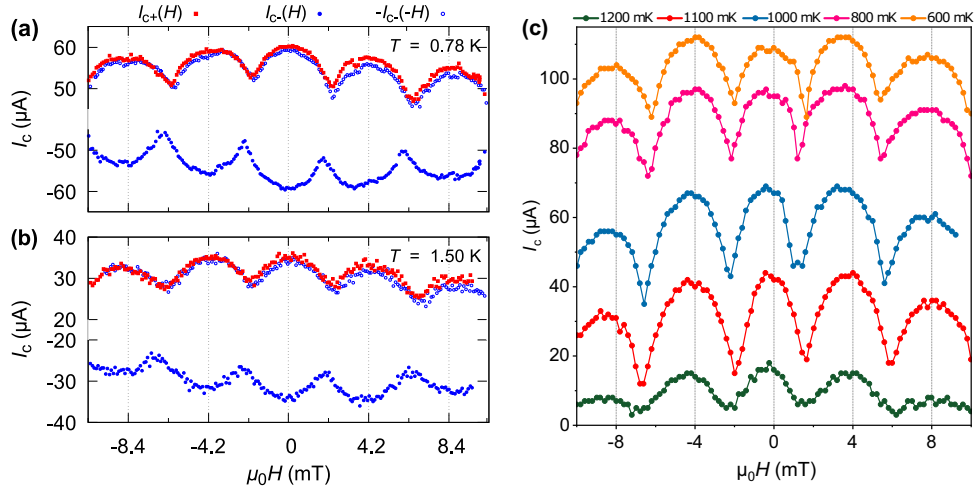 I_c+(H) I_c-(H) -I_c-(-H)
(a)
T = 0.78 K
60
50
-50
-60
I_c (μA)
(b)
T = 1.50 K
40
30
20
-20
-30
-40
I_c (μA)
-8.4 -4.2 0 4.2 8.4
μ₀H (mT)
(c)
1200 mK 1100 mK 1000 mK 800 mK 600 mK
100
80
60
40
20
0
I_c (μA)
-8 -4 0 4 8
μ₀H (mT)